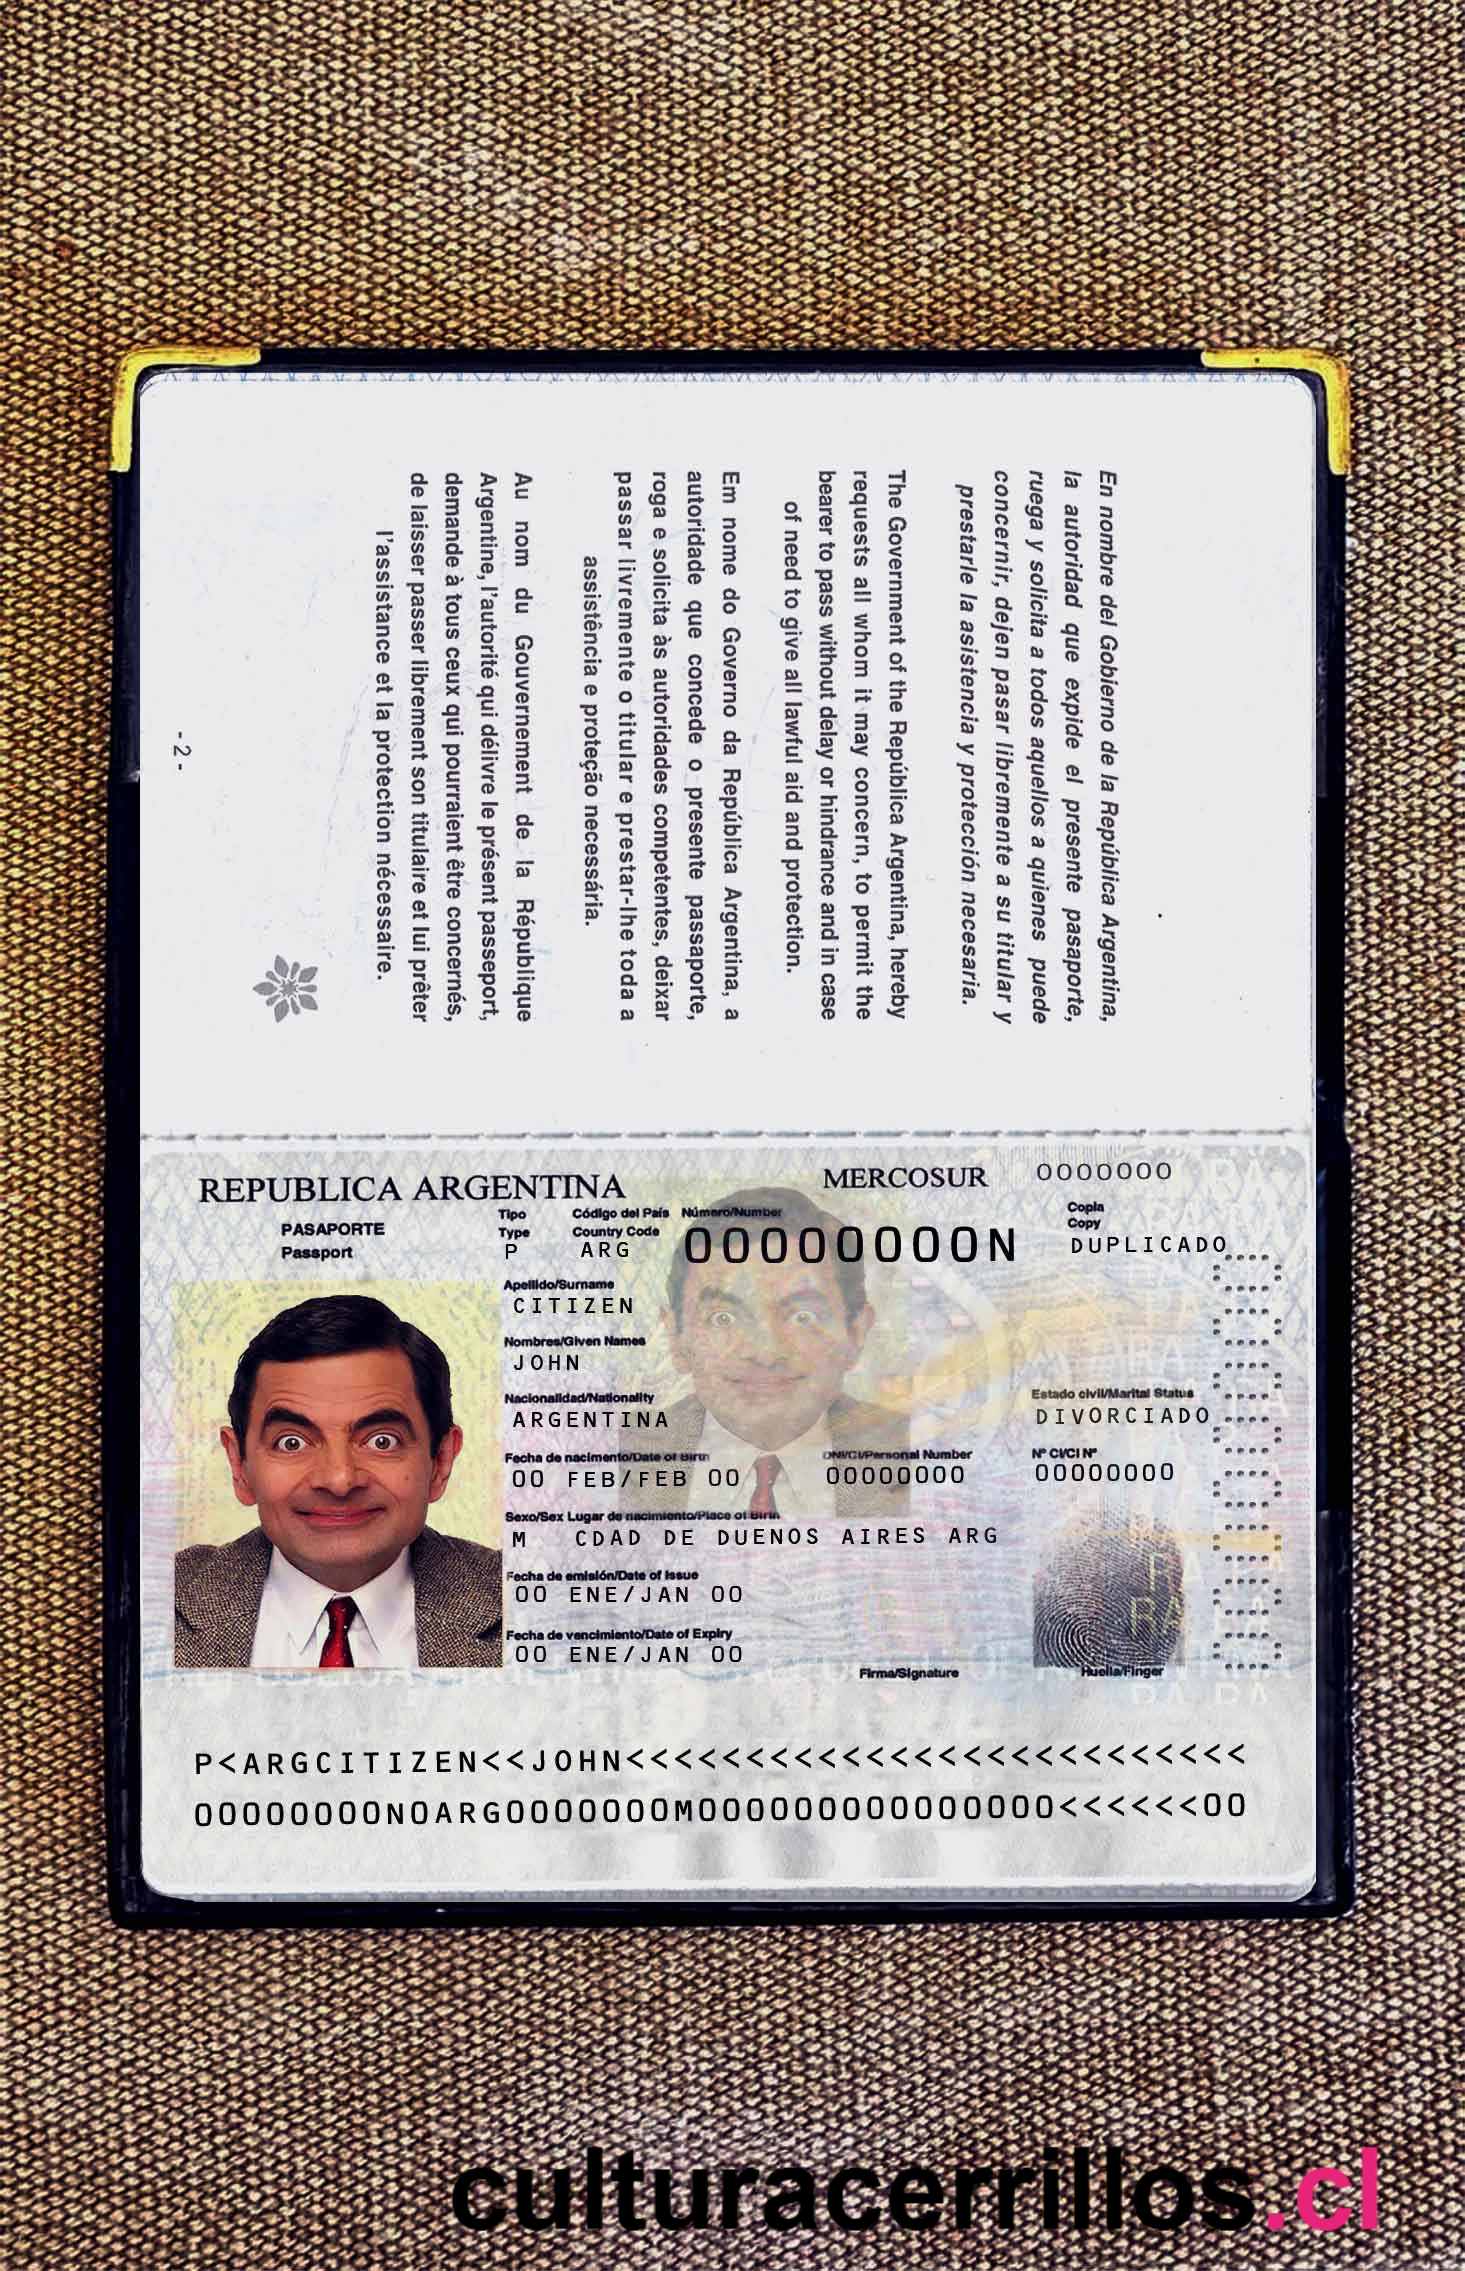 En nombre del Gobierno de la República Argentina,
la autoridad que expide el presente pasaporte,
ruega y solicita a todos aquellos a quienes puede
concernir, dejen pasar libremente a su titular y
prestarle la asistencia y protección necesaria.
The Government of the República Argentina, hereby
requests all whom it may concern, to permit the
bearer to pass without delay or hindrance and in case
of need to give all lawful aid and protection.
Em nome do Governo da República Argentina, a
autoridade que concede o presente passaporte,
roga e solicita às autoridades competentes, deixar
passar livremente o titular e prestar-lhe toda a
assistência e proteção necessária.
Au nom du Gouvernement de la République
Argentine, l'autorité qui délivre le présent passeport,
demande à tous ceux qui pourraient être concernés,
de laisser passer librement son titulaire et lui prêter
l'assistance et la protection nécessaire.
- 2 -
REPUBLICA ARGENTINA MERCOSUR 0000000
PASAPORTE Tipo Código del País Número/Number Copia
Passport Type Country Code Copy
P ARG 00000000N DUPLICADO
Apellido/Surname
CITIZEN
Nombres/Given Names
JOHN
Nacionalidad/Nationality Estado civil/Marital Status
ARGENTINA DIVORCIADO
Fecha de nacimento/Date of Birth DNI/CI/Personal Number Nº CI/CI Nº
00 FEB/FEB 00 00000000 00000000
Sexo/Sex Lugar de nacimiento/Place of Birth
M CDAD DE DUENOS AIRES ARG
Fecha de emisión/Date of Issue
00 ENE/JAN 00
Fecha de vencimiento/Date of Expiry
00 ENE/JAN 00
Firma/Signature Huella/Finger
P<ARGCITIZEN<<JOHN<<<<<<<<<<<<<<<<<<<<<<<<<<
00000000N0ARG0000000M000000000000000<<<<<<00
culturacerrillos.cl